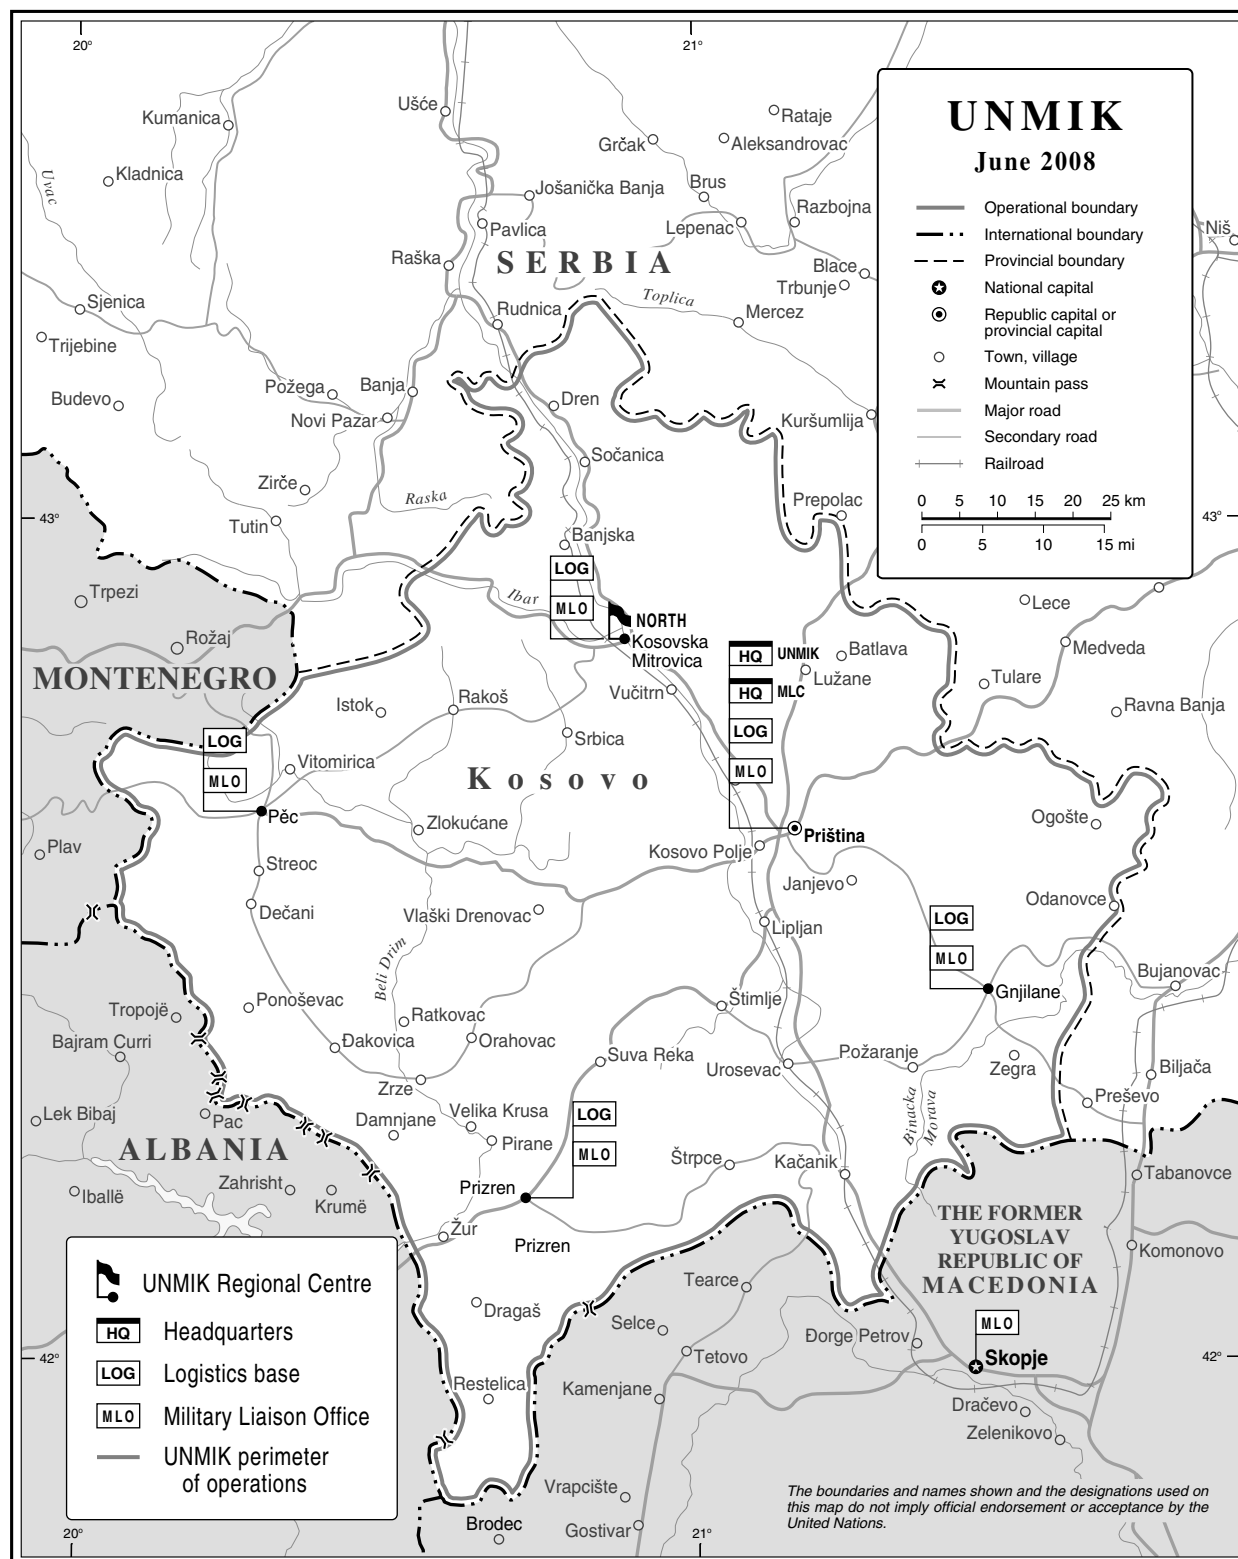 20°
21°
UNMIK
June 2008
Operational boundary
International boundary
Provincial boundary
National capital
Republic capital or
provincial capital
Town, village
Mountain pass
Major road
Secondary road
Railroad
0 5 10 15 20 25 km
0 5 10 15 mi
Ušće
Kumanica
Rataje
Grčak
Aleksandrovac
Kladnica
Uvac
Jošanička Banja
Brus
Razbojna
Pavlica
Lepenac
Niš
Raška
SERBIA
Blace
Trbunje
Sjenica
Toplica
Rudnica
Mercez
Trijebine
Požega
Banja
Budevo
Dren
Novi Pazar
Kuršumlija
Sočanica
Zirče
Raska
Prepolac
43°
43°
Tutin
Banjska
LOG
Trpezi
Ibar
MLO
NORTH
Lece
Rožaj
Kosovska
Mitrovica
HQ UNMIK
Batlava
Medveda
MONTENEGRO
HQ MLC
Lužane
Tulare
Vučitrn
Istok
Rakoš
Ravna Banja
LOG
LOG
Srbica
MLO
Vitomirica
Kosovo
MLO
Pěc
Zlokućane
Ogošte
Priština
Plav
Kosovo Polje
Streoc
Janjevo
Dečani
Vlaški Drenovac
Odanovce
LOG
Lipljan
Beli Drim
MLO
Bujanovac
Gnjilane
Tropojë
Ponoševac
Štimlje
Ratkovac
Bajram Curri
Đakovica
Orahovac
Suva Reka
Požaranje
Urosevac
Zegra
Biljača
Zrze
Preševo
Lek Bibaj
Pac
Velika Krusa
LOG
Damnjane
Binacka
Morava
ALBANIA
Pirane
MLO
Štrpce
Kačanik
Tabanovce
Iballë
Zahrisht
Krumë
Prizren
THE FORMER
YUGOSLAV
REPUBLIC OF
MACEDONIA
Žur
Prizren
Komonovo
UNMIK Regional Centre
Tearce
Dragaš
HQ Headquarters
Selce
MLO
Đorge Petrov
42°
42°
LOG Logistics base
Tetovo
Skopje
Restelica
Kamenjane
MLO Military Liaison Office
Dračevo
Zelenikovo
UNMIK perimeter
of operations
Vrapcište
The boundaries and names shown and the designations used on
this map do not imply official endorsement or acceptance by the
United Nations.
Brodec
Gostivar
20°
21°